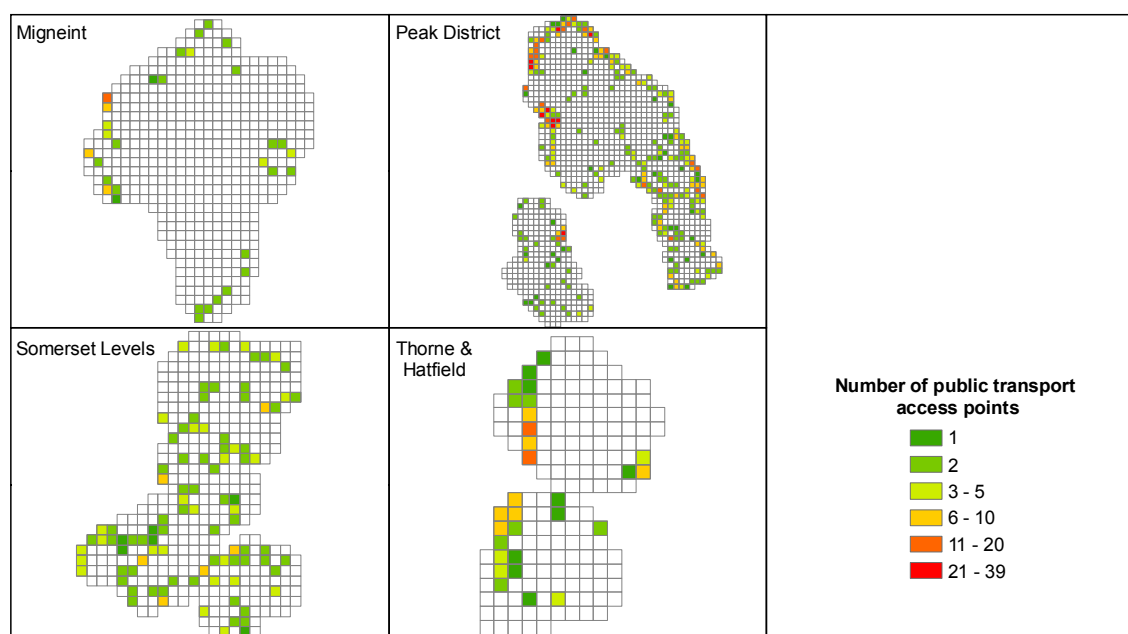 Migneint
Peak District
Somerset Levels
Thorne &
Hatfield
Number of public transport
access points
1
2
3 - 5
6 - 10
11 - 20
21 - 39